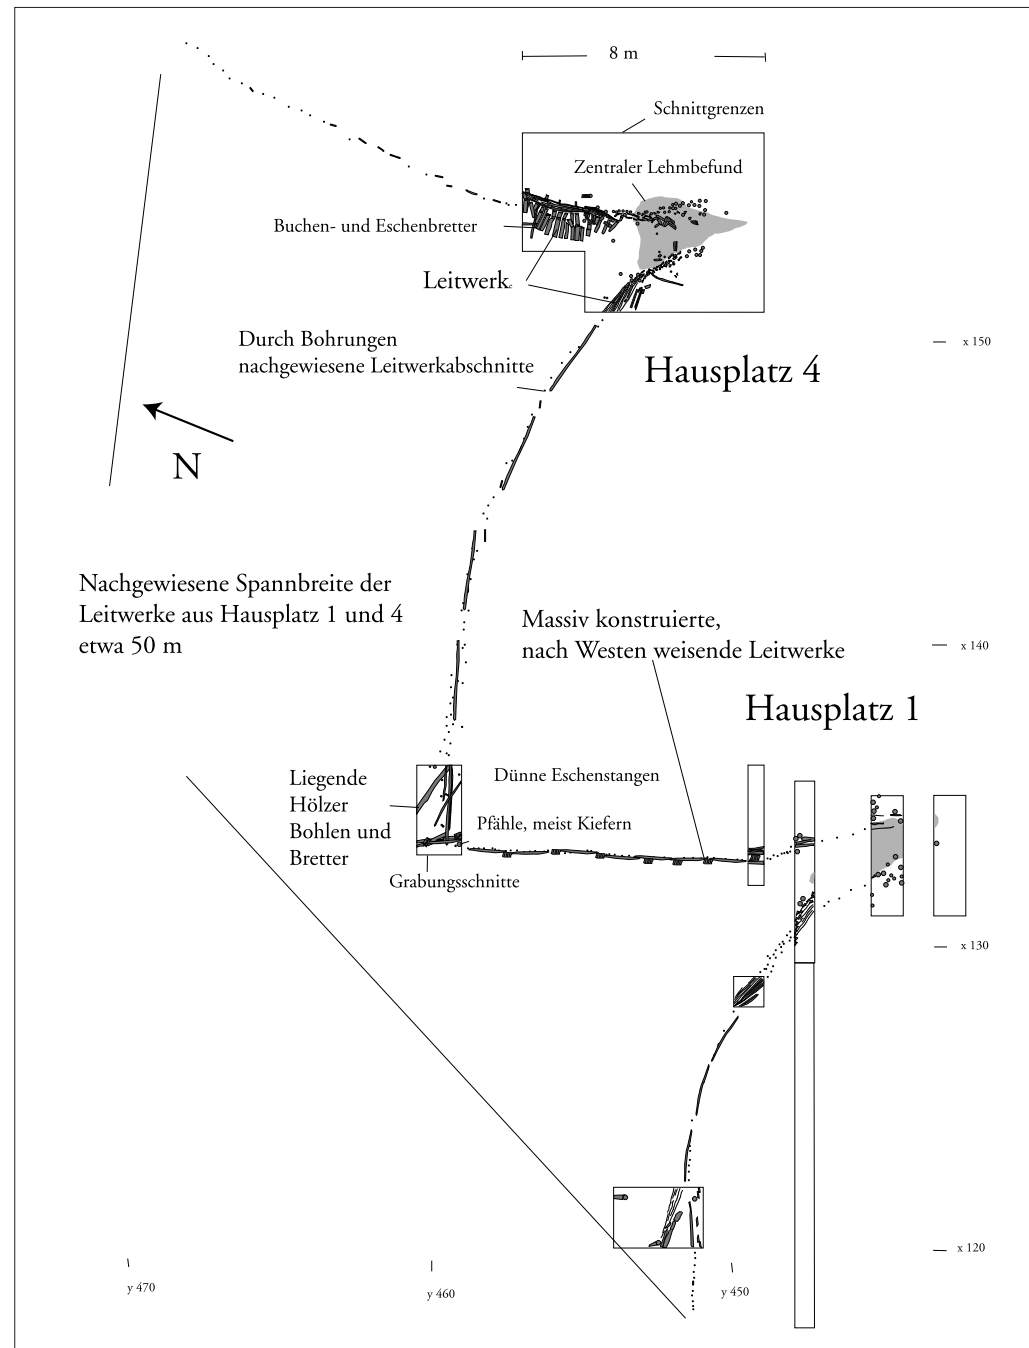 8 m
Schnittgrenzen
Zentraler Lehmbefund
Buchen- und Eschenbretter
Leitwerk
Durch Bohrungen
nachgewiesene Leitwerkabschnitte
x 150
Hausplatz 4
N
Nachgewiesene Spannbreite der
Leitwerke aus Hausplatz 1 und 4
etwa 50 m
Massiv konstruierte,
nach Westen weisende Leitwerke
x 140
Hausplatz 1
Liegende
Hölzer
Bohlen und
Bretter
Dünne Eschenstangen
Pfähle, meist Kiefern
Grabungsschnitte
x 130
x 120
y 470
y 460
y 450